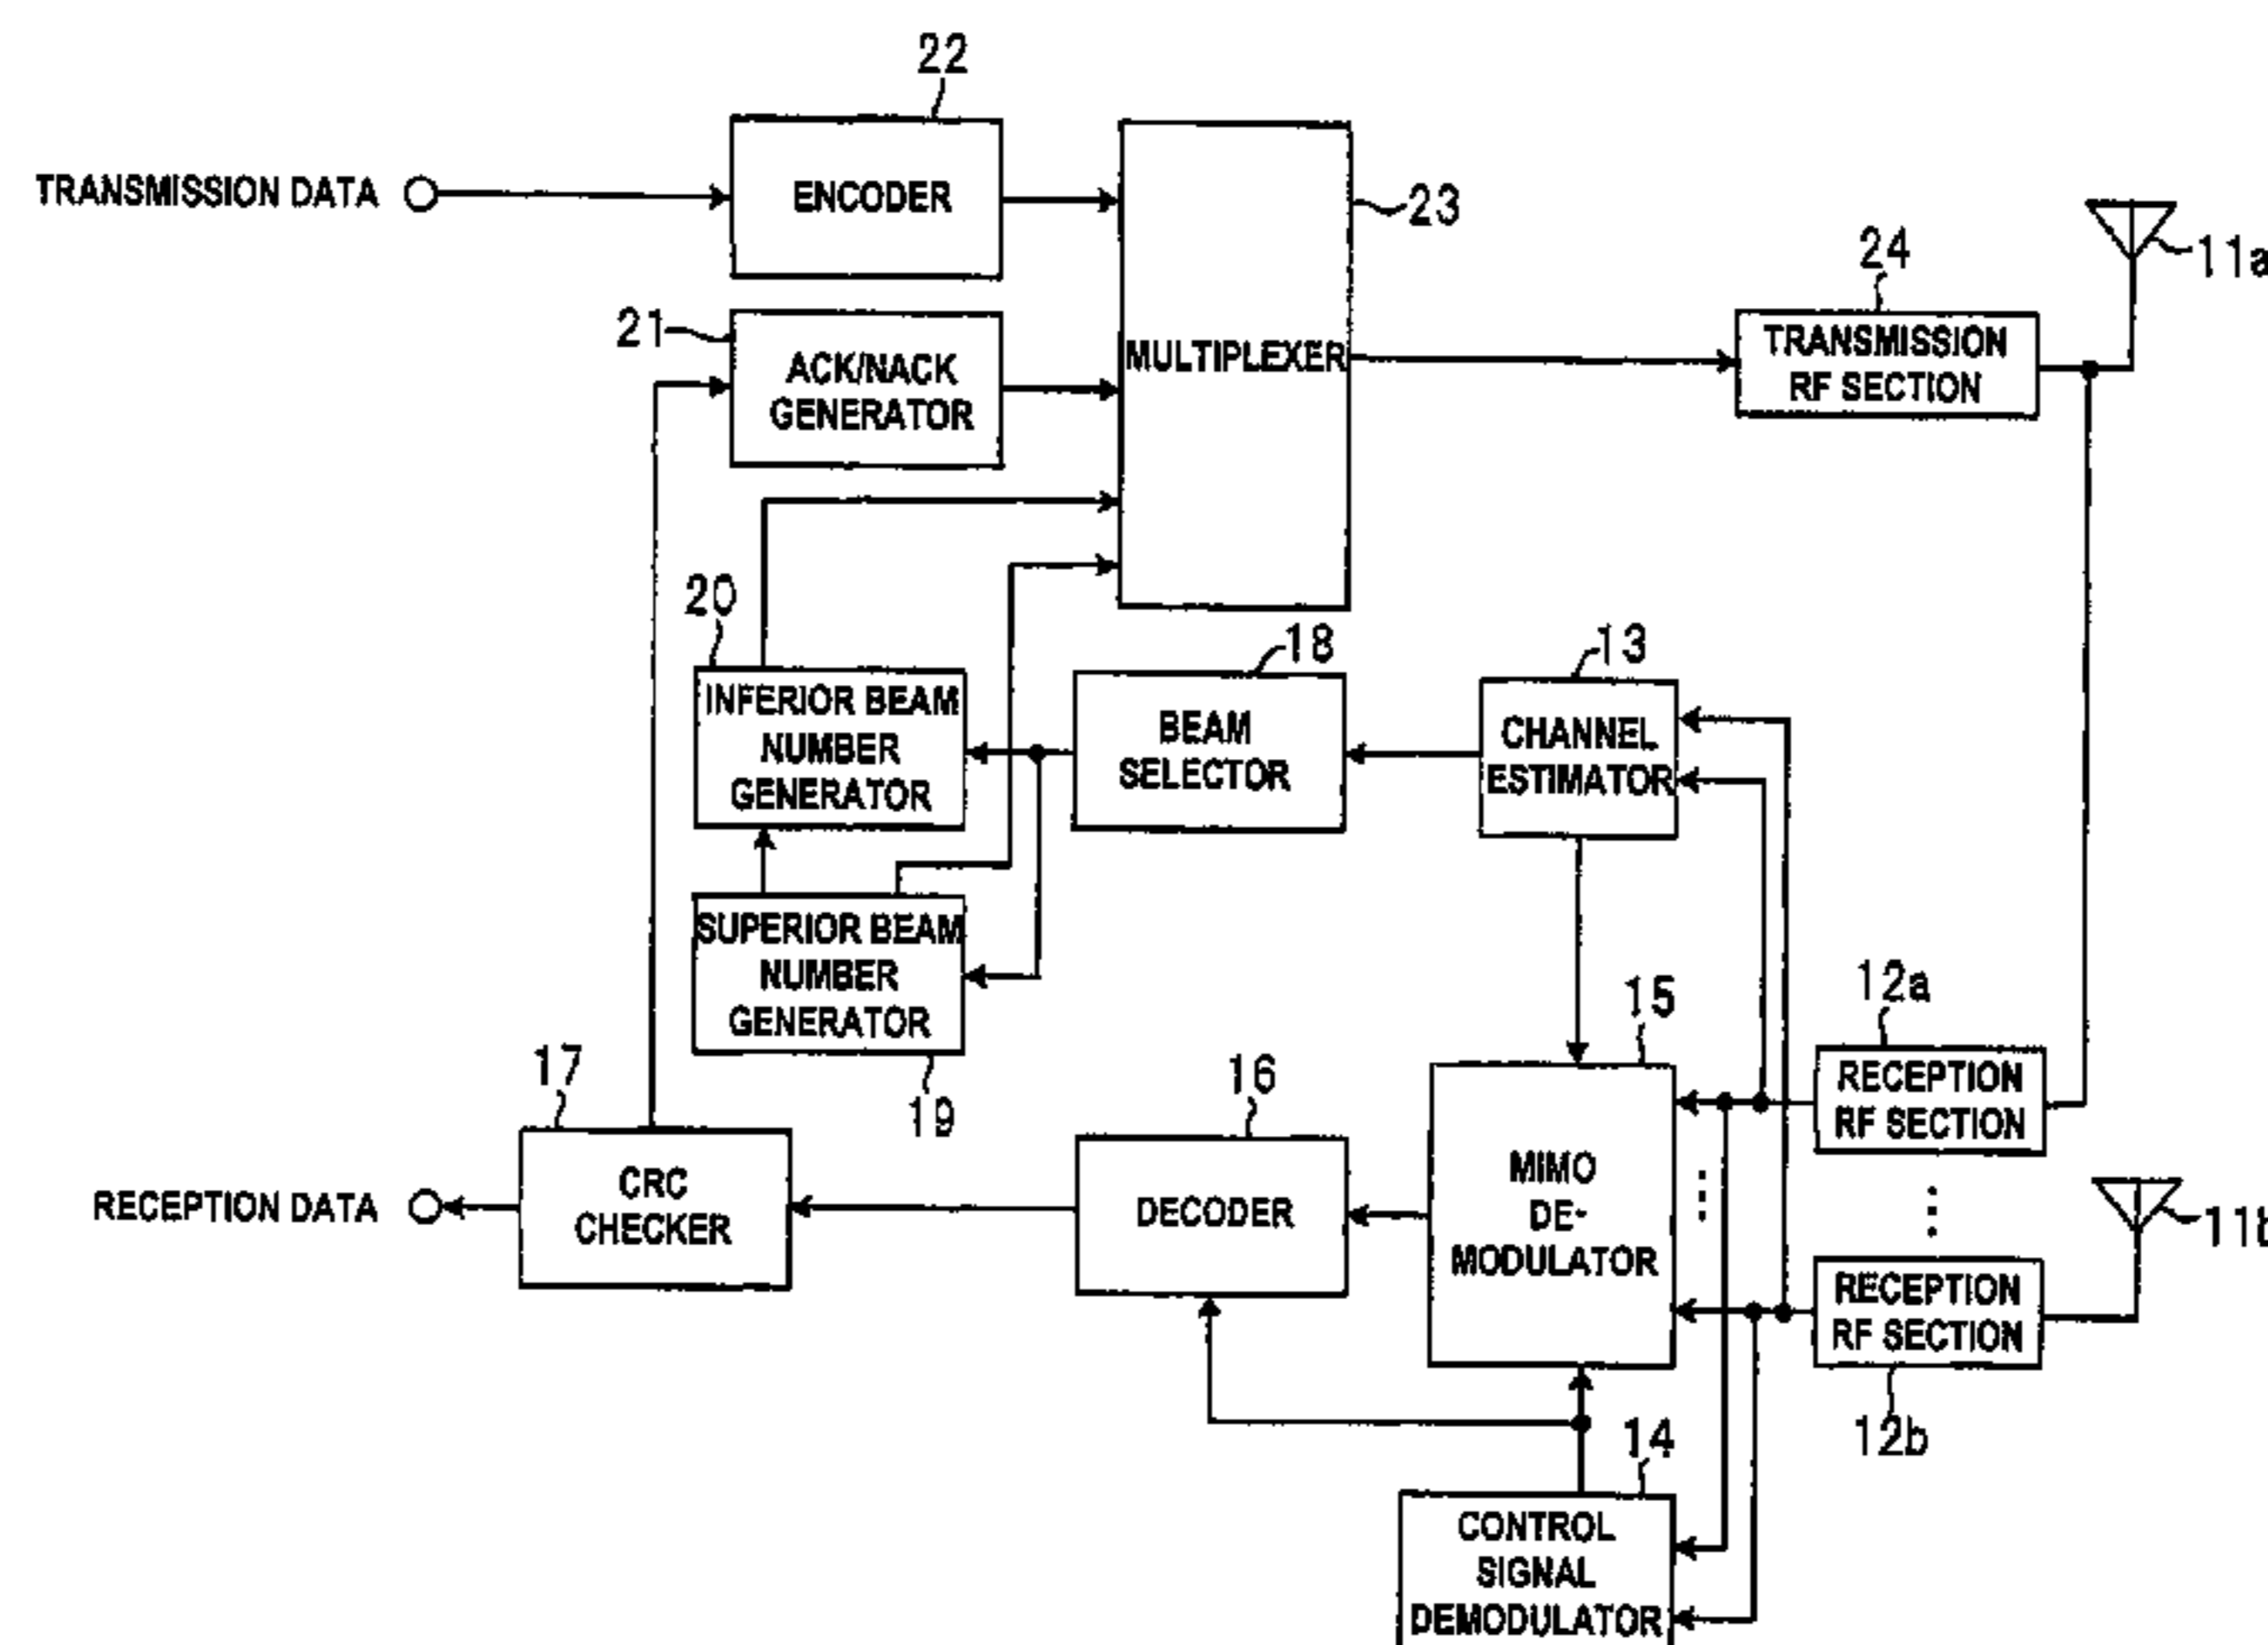 22
TRANSMISSION DATA
ENCODER
23
11a
24
21
ACK/NACK
GENERATOR
MULTIPLEXER
TRANSMISSION
RF SECTION
20
18
13
INFERIOR BEAM
NUMBER
GENERATOR
BEAM
SELECTOR
CHANNEL
ESTIMATOR
SUPERIOR BEAM
NUMBER
GENERATOR
19
15
12a
RECEPTION
RF SECTION
17
16
RECEPTION DATA
CRC
CHECKER
DECODER
MIMO
DE-
MODULATOR
11b
RECEPTION
RF SECTION
12b
14
CONTROL
SIGNAL
DEMODULATOR